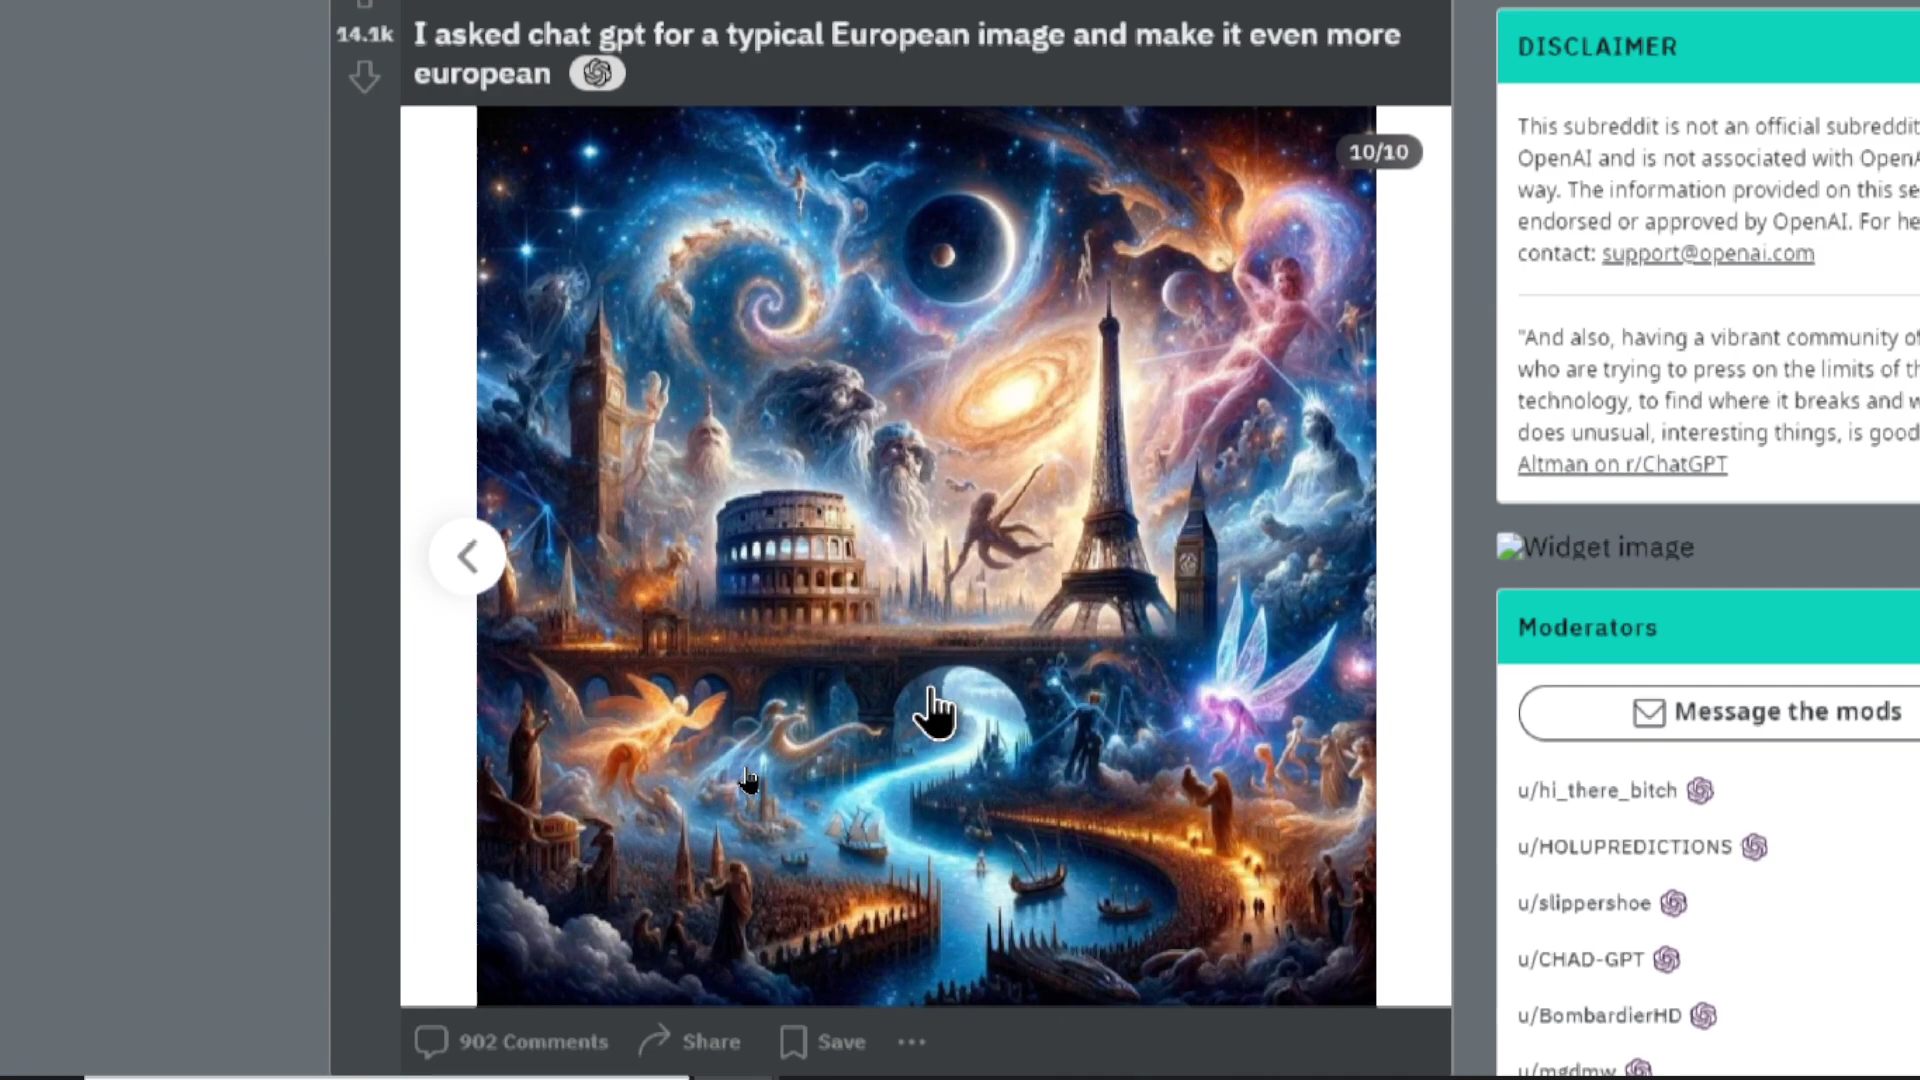 14.1k
I asked chat gpt for a typical European image and make it even more
european
10/10
902 Comments
Share
Save
DISCLAIMER
This subreddit is not an official subreddit
OpenAI and is not associated with OpenA
way. The information provided on this se
endorsed or approved by OpenAI. For he
contact: support@openai.com
"And also, having a vibrant community of
who are trying to press on the limits of th
technology, to find where it breaks and w
does unusual, interesting things, is good
Altman on r/ChatGPT
Widget image
Moderators
Message the mods
u/hi_there_bitch
u/HOLUPREDICTIONS
u/slippershoe
u/CHAD-GPT
u/BombardierHD
u/mgdmw